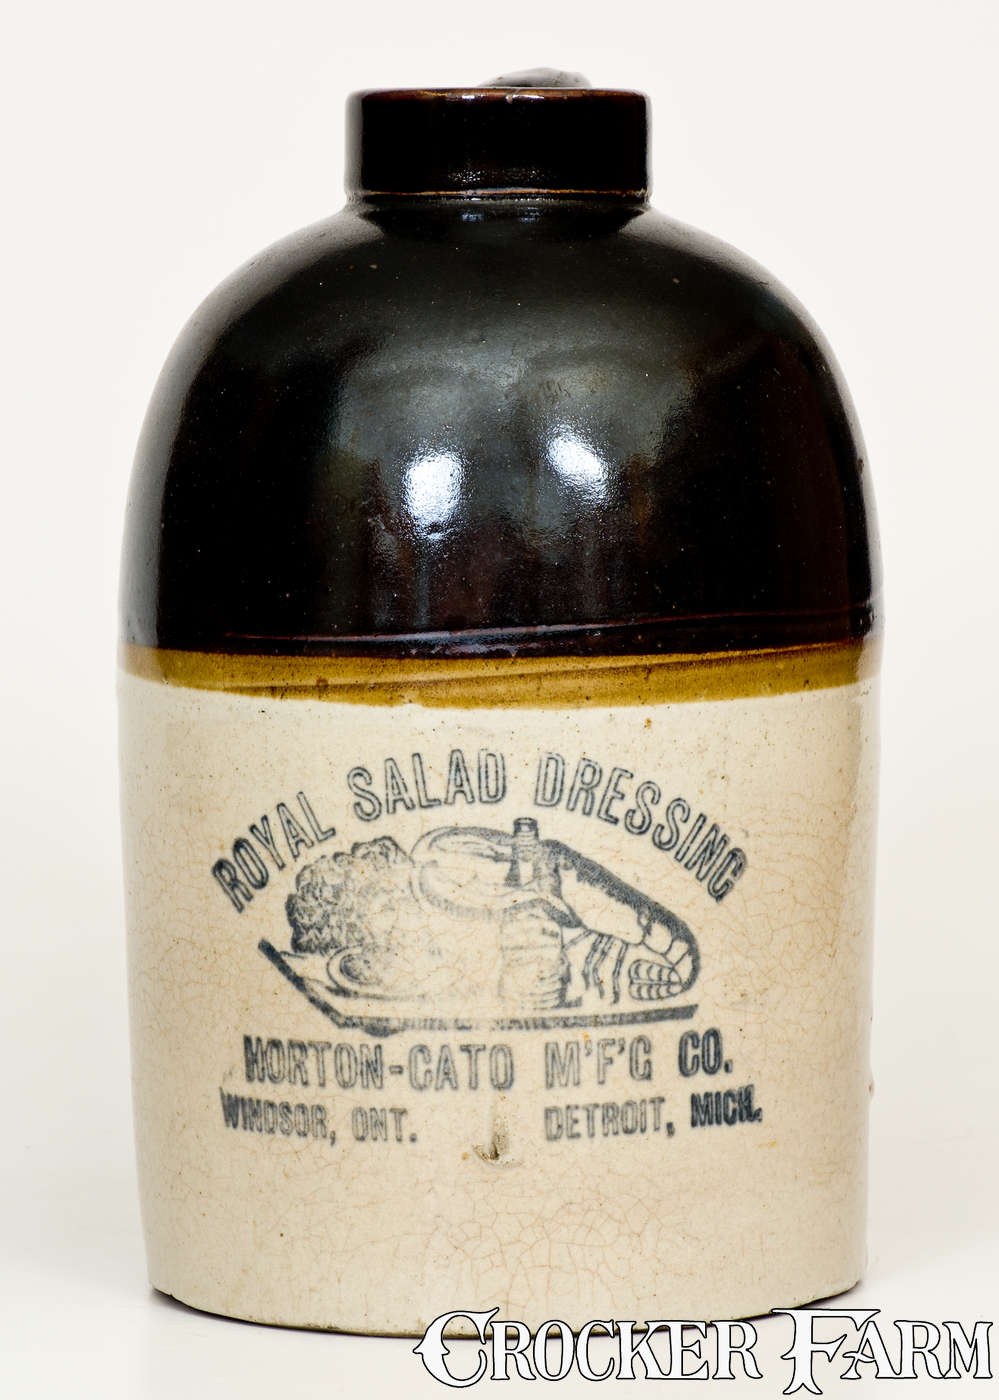 ROYAL SALAD DRESSING
HORTON-CATO M'F'G CO.
WINDSOR, ONT. DETROIT, MICH.
CROCKER FARM